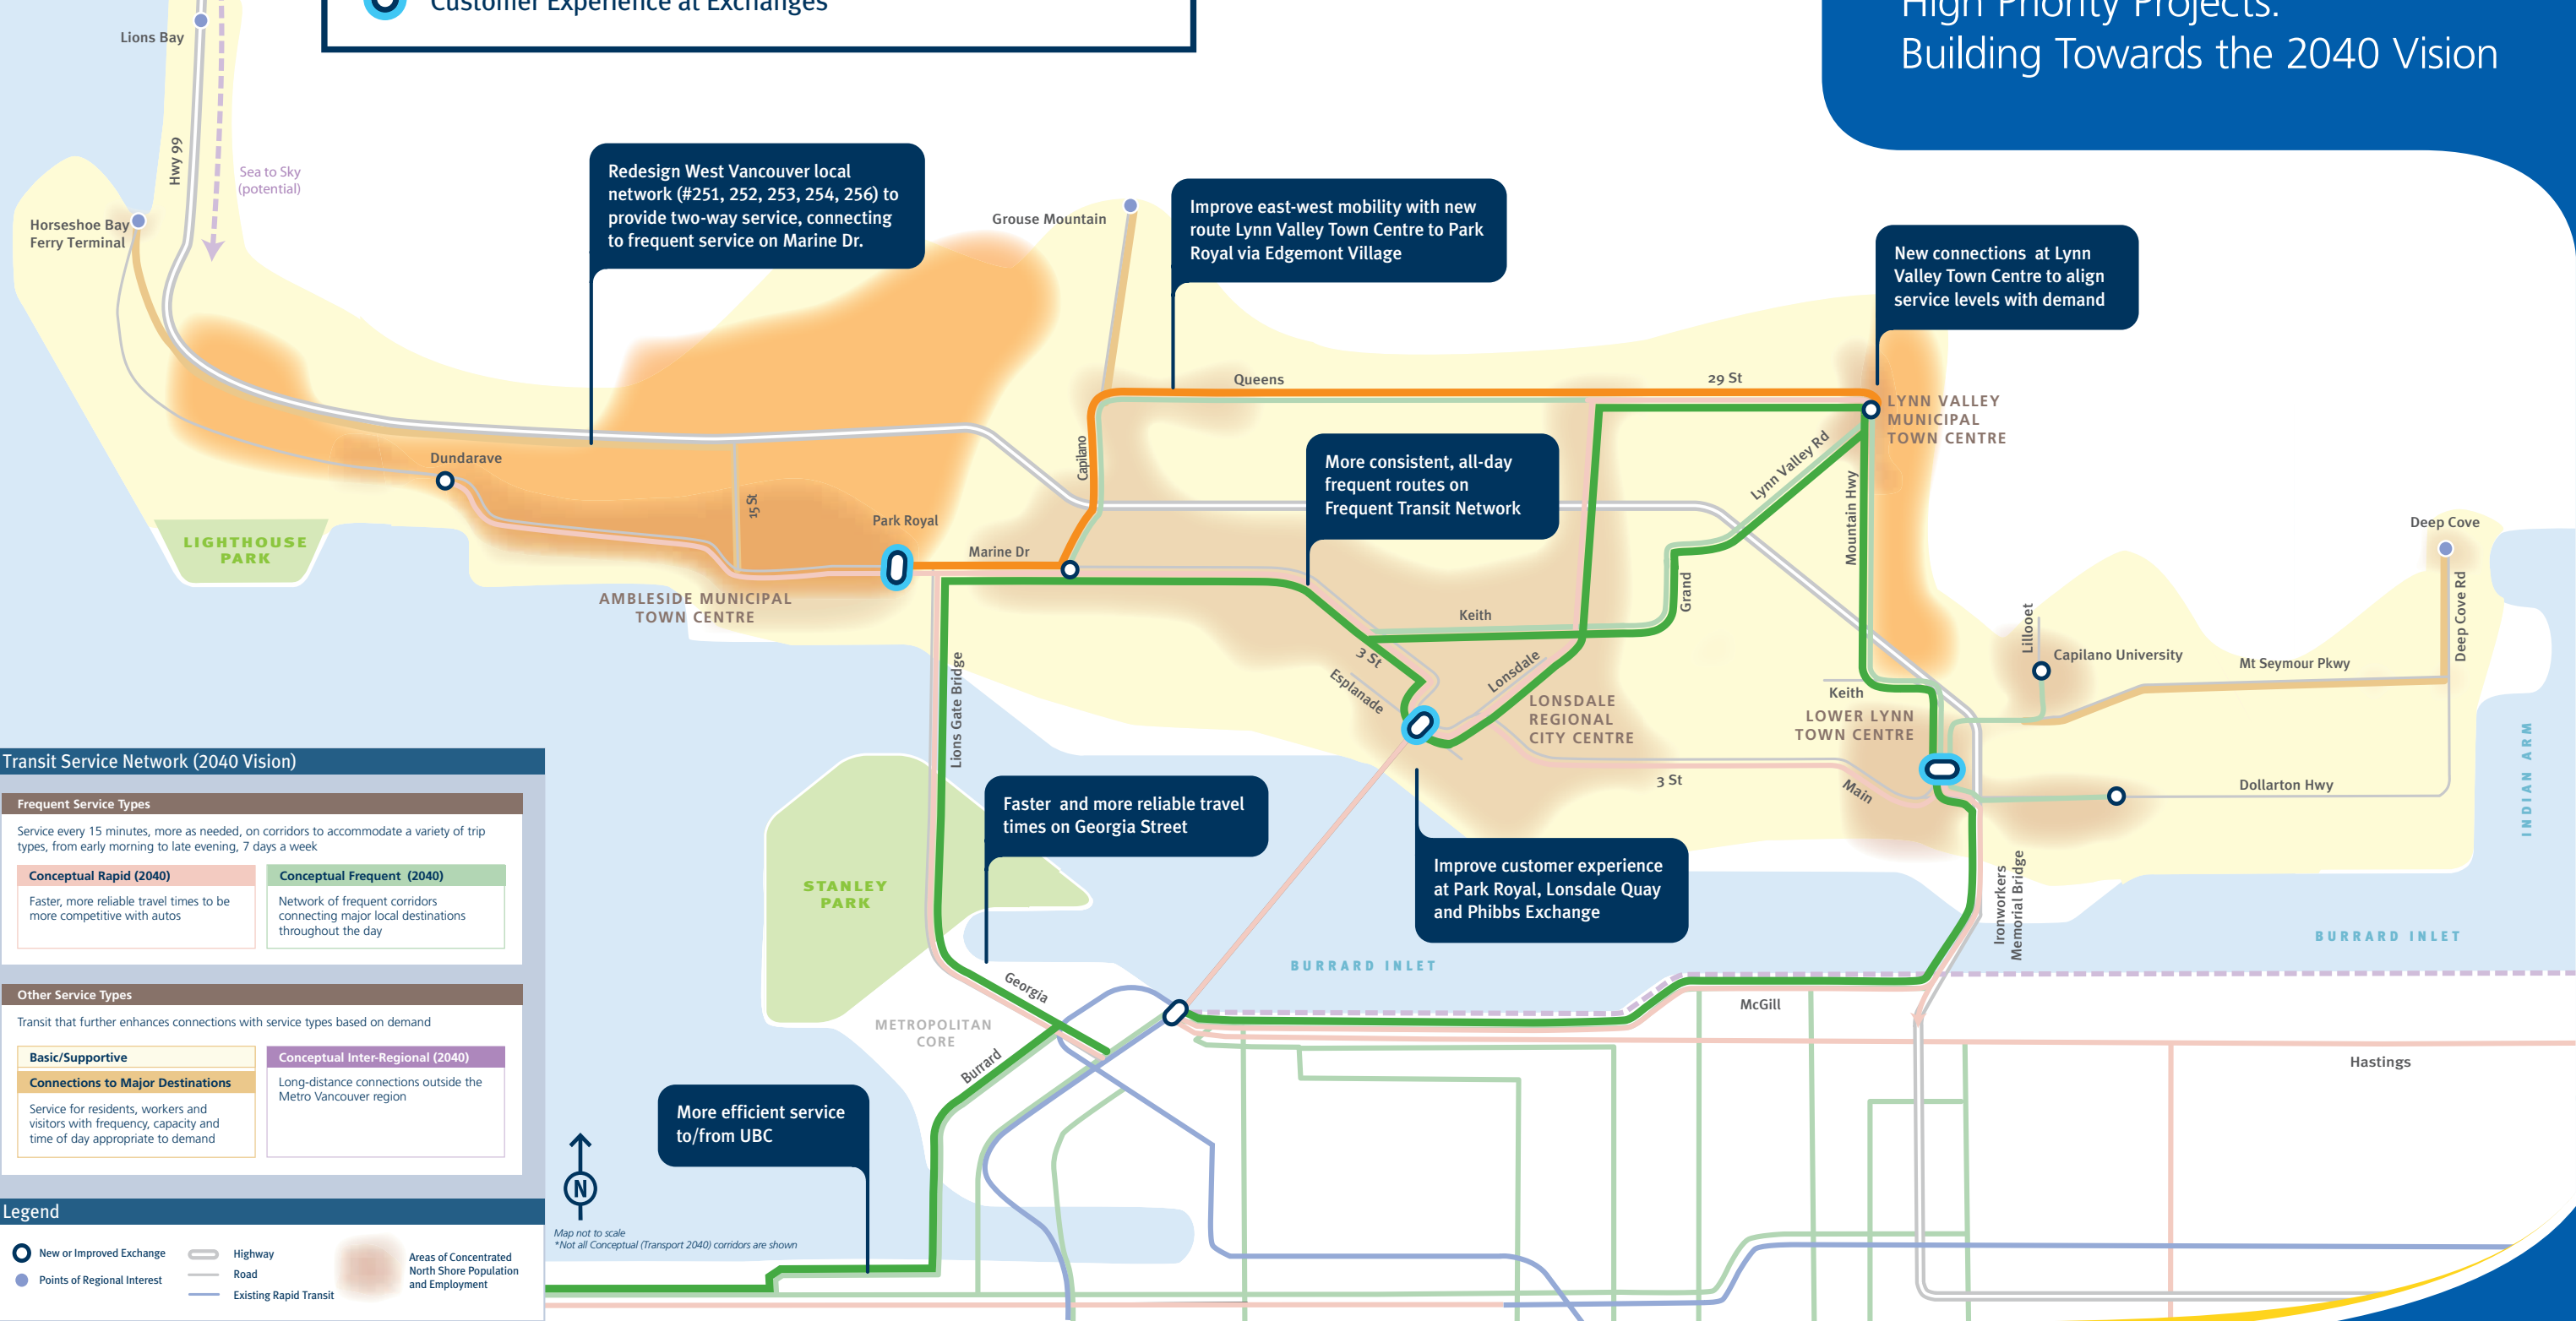 Customer Experience at Exchanges
High Priority Projects:
Building Towards the 2040 Vision
Lions Bay
Hwy 99
Sea to Sky
(potential)
Horseshoe Bay
Ferry Terminal
Redesign West Vancouver local
network (#251, 252, 253, 254, 256) to
provide two-way service, connecting
to frequent service on Marine Dr.
Grouse Mountain
Improve east-west mobility with new
route Lynn Valley Town Centre to Park
Royal via Edgemont Village
New connections at Lynn
Valley Town Centre to align
service levels with demand
Queens
29 St
LYNN VALLEY
MUNICIPAL
TOWN CENTRE
Dundarave
15 St
Park Royal
Capilano
Marine Dr
More consistent, all-day
frequent routes on
Frequent Transit Network
Lynn Valley Rd
Mountain Hwy
Deep Cove
LIGHTHOUSE
PARK
AMBLESIDE MUNICIPAL
TOWN CENTRE
Keith
Grand
Lillooet
Deep Cove Rd
Capilano University
Mt Seymour Pkwy
3 St
Esplanade
Lonsdale
Lions Gate Bridge
LONSDALE
REGIONAL
CITY CENTRE
Keith
LOWER LYNN
TOWN CENTRE
3 St
Main
Dollarton Hwy
INDIAN ARM
Faster and more reliable travel
times on Georgia Street
Improve customer experience
at Park Royal, Lonsdale Quay
and Phibbs Exchange
STANLEY
PARK
Ironworkers
Memorial Bridge
BURRARD INLET
BURRARD INLET
Georgia
McGill
METROPOLITAN
CORE
Burrard
Hastings
More efficient service
to/from UBC
N
Map not to scale
*Not all Conceptual (Transport 2040) corridors are shown
Transit Service Network (2040 Vision)
Frequent Service Types
Service every 15 minutes, more as needed, on corridors to accommodate a variety of trip
types, from early morning to late evening, 7 days a week
Conceptual Rapid (2040)
Faster, more reliable travel times to be
more competitive with autos
Conceptual Frequent (2040)
Network of frequent corridors
connecting major local destinations
throughout the day
Other Service Types
Transit that further enhances connections with service types based on demand
Basic/Supportive
Connections to Major Destinations
Service for residents, workers and
visitors with frequency, capacity and
time of day appropriate to demand
Conceptual Inter-Regional (2040)
Long-distance connections outside the
Metro Vancouver region
Legend
New or Improved Exchange
Points of Regional Interest
Highway
Road
Existing Rapid Transit
Areas of Concentrated
North Shore Population
and Employment